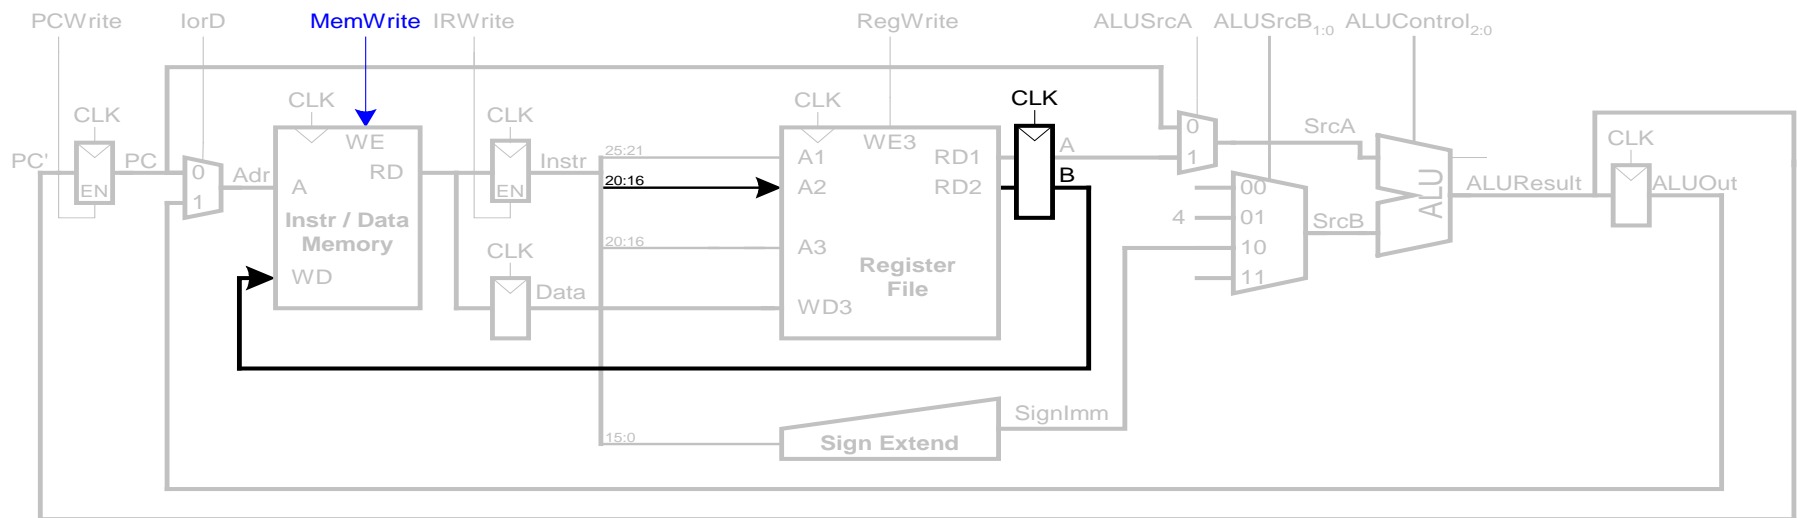 PCWrite IorD MemWrite IRWrite RegWrite ALUSrcA ALUSrcB1:0 ALUControl2:0
CLK CLK CLK CLK CLK CLK
PC' PC EN
0 1 Adr
WE RD A
Instr / Data
Memory
WD
EN Instr
CLK
Data
25:21
20:16
20:16
15:0
A1 WE3 RD1
A2 RD2
A3
Register
File
WD3
A
B
0
1
SrcA
4
00
01
10
11
SrcB
ALU
ALUResult
CLK
ALUOut
SignImm
Sign Extend